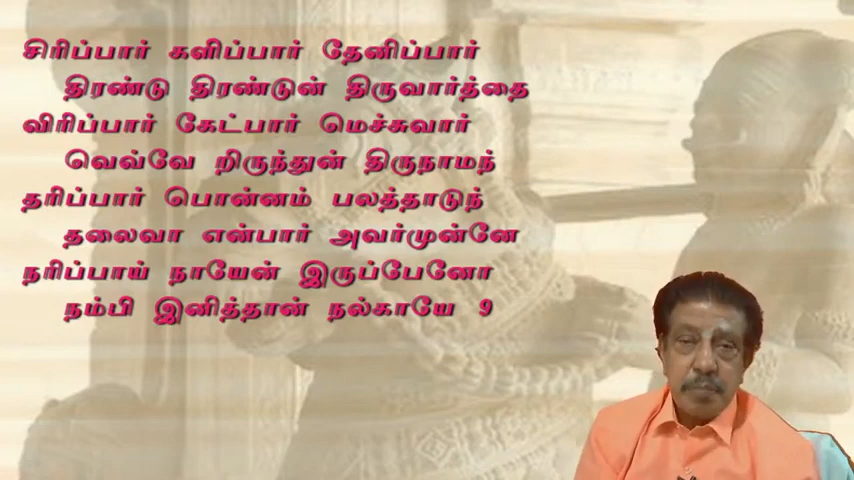 சிரிப்பார் களிப்பார் தேனிப்பார்
திரண்டு திரண்டுன் திருவார்த்தை
விரிப்பார் கேட்பார் மெச்சுவார்
வெவ்வே றிருந்துன் திருநாமந்
தரிப்பார் பொன்னம் பலத்தாடுந்
தலைவா என்பார் அவர்முன்னே
நரிப்பாய் நாயேன் இருப்பேனோ
நம்பி இனித்தான் நல்காயே 9